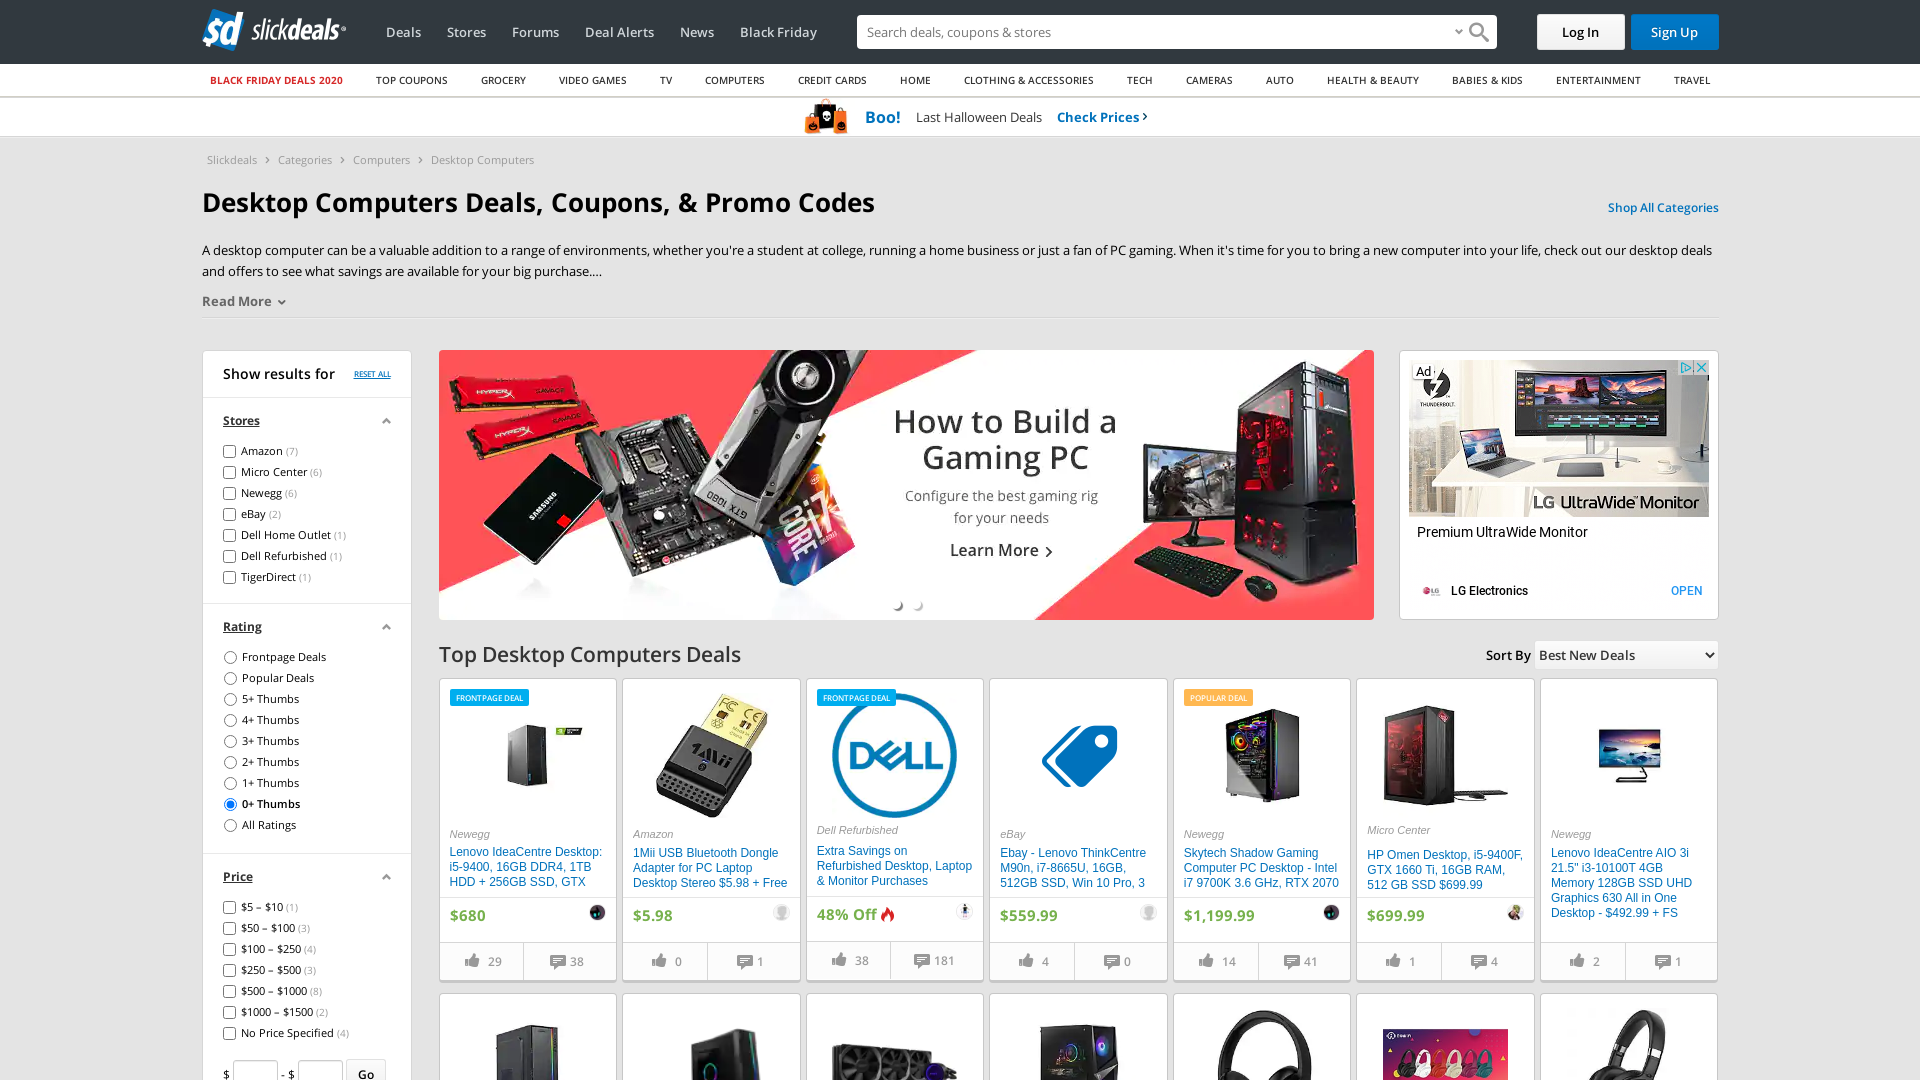 slickdeals
Deals
Stores
Forums
Deal Alerts
News
Black Friday
Search deals, coupons & stores
Log In
Sign Up
BLACK FRIDAY DEALS 2020
TOP COUPONS
GROCERY
VIDEO GAMES
TV
COMPUTERS
CREDIT CARDS
HOME
CLOTHING & ACCESSORIES
TECH
CAMERAS
AUTO
HEALTH & BEAUTY
BABIES & KIDS
ENTERTAINMENT
TRAVEL
Boo! Last Halloween Deals Check Prices
Slickdeals
Categories
Computers
Desktop Computers
Desktop Computers Deals, Coupons, & Promo Codes
Shop All Categories
A desktop computer can be a valuable addition to a range of environments, whether you're a student at college, running a home business or just a fan of PC gaming. When it's time for you to bring a new computer into your life, check out our desktop deals
and offers to see what savings are available for your big purchase....
Read More
Show results for
RESET ALL
Stores
Amazon (7)
Micro Center (6)
Newegg (6)
eBay (2)
Dell Home Outlet (1)
Dell Refurbished (1)
TigerDirect (1)
Rating
Frontpage Deals
Popular Deals
5+ Thumbs
4+ Thumbs
3+ Thumbs
2+ Thumbs
1+ Thumbs
0+ Thumbs
All Ratings
Price
$5 – $10 (1)
$50 – $100 (3)
$100 – $250 (4)
$250 – $500 (3)
$500 – $1000 (8)
$1000 – $1500 (2)
No Price Specified (4)
$ - $ Go
HYPERX SAVAGE
HYPERX SAVAGE
SAMSUNG
GTX 1080
CORE i7
How to Build a
Gaming PC
Configure the best gaming rig
for your needs
Learn More
Ad
THUNDERBOLT
LG UltraWide Monitor
Premium UltraWide Monitor
LG Electronics
OPEN
Top Desktop Computers Deals
Sort By Best New Deals
FRONTPAGE DEAL
Newegg
Lenovo IdeaCentre Desktop:
i5-9400, 16GB DDR4, 1TB
HDD + 256GB SSD, GTX
$680
29
38
1Mii
Amazon
1Mii USB Bluetooth Dongle
Adapter for PC Laptop
Desktop Stereo $5.98 + Free
$5.98
0
1
FRONTPAGE DEAL
DELL
Dell Refurbished
Extra Savings on
Refurbished Desktop, Laptop
& Monitor Purchases
48% Off
38
181
eBay
Ebay - Lenovo ThinkCentre
M90n, i7-8665U, 16GB,
512GB SSD, Win 10 Pro, 3
$559.99
4
0
POPULAR DEAL
Newegg
Skytech Shadow Gaming
Computer PC Desktop - Intel
i7 9700K 3.6 GHz, RTX 2070
$1,199.99
14
41
Micro Center
HP Omen Desktop, i5-9400F,
GTX 1660 Ti, 16GB RAM,
512 GB SSD $699.99
$699.99
1
4
Newegg
Lenovo IdeaCentre AIO 3i
21.5" i3-10100T 4GB
Memory 128GB SSD UHD
Graphics 630 All in One
Desktop - $492.99 + FS
2
1